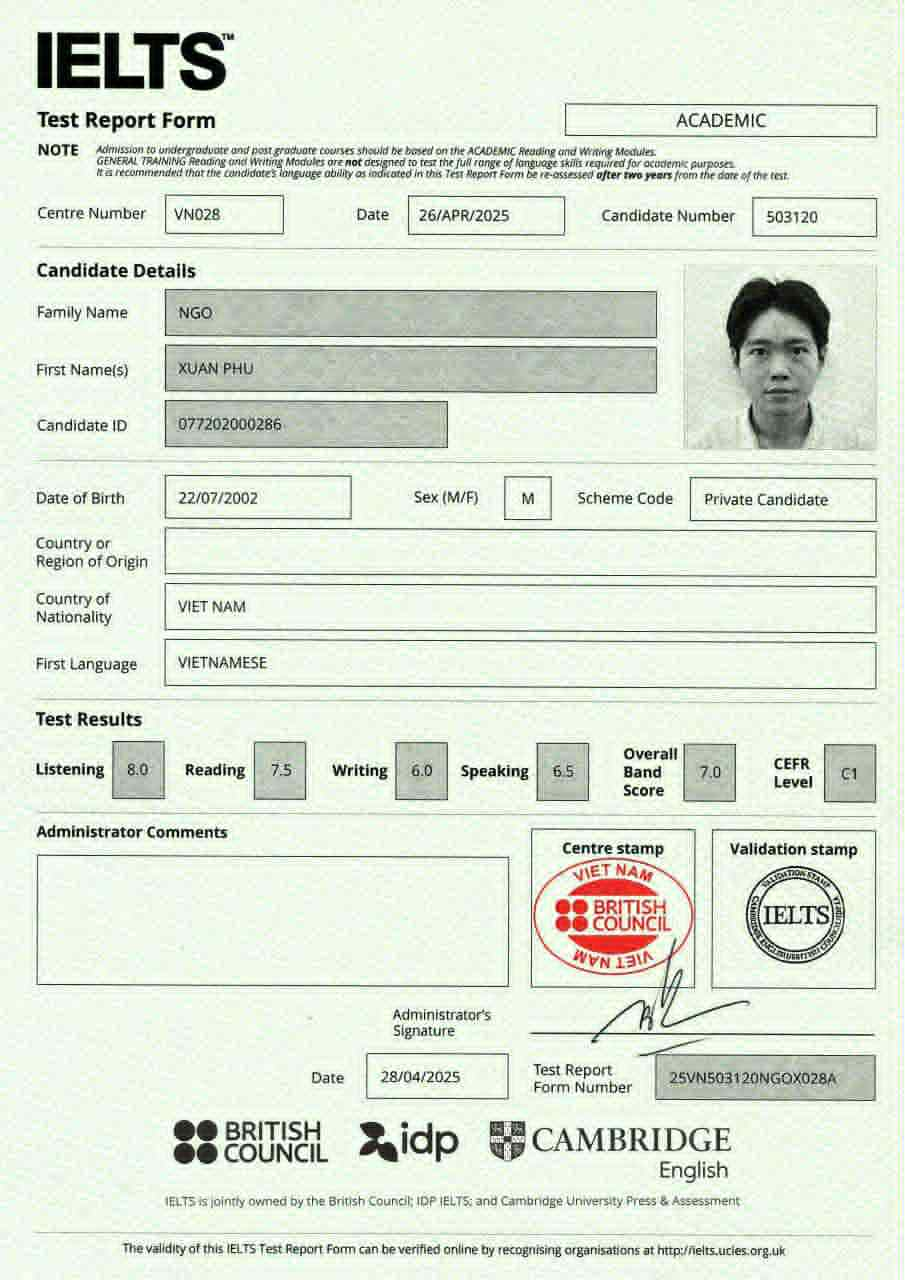 IELTS™
Test Report Form
ACADEMIC
NOTE Admission to undergraduate and post graduate courses should be based on the ACADEMIC Reading and Writing Modules.
GENERAL TRAINING Reading and Writing Modules are not designed to test the full range of language skills required for academic purposes.
It is recommended that the candidate's language ability as indicated in this Test Report Form be re-assessed after two years from the date of the test.
Centre Number VN028 Date 26/APR/2025 Candidate Number 503120
Candidate Details
Family Name NGO
First Name(s) XUAN PHU
Candidate ID 077202000286
Date of Birth 22/07/2002 Sex (M/F) M Scheme Code Private Candidate
Country or
Region of Origin
Country of
Nationality VIET NAM
First Language VIETNAMESE
Test Results
Listening 8.0 Reading 7.5 Writing 6.0 Speaking 6.5 Overall Band Score 7.0 CEFR Level C1
Administrator Comments
Centre stamp
VIET NAM
BRITISH
COUNCIL
VIET NAM
Validation stamp
VALIDATION STAMP
IELTS
Administrator's
Signature
Date 28/04/2025
Test Report
Form Number 25VN503120NGOX028A
BRITISH
COUNCIL
idp
CAMBRIDGE
English
IELTS is jointly owned by the British Council; IDP IELTS; and Cambridge University Press & Assessment
The validity of this IELTS Test Report Form can be verified online by recognising organisations at http://ielts.ucles.org.uk